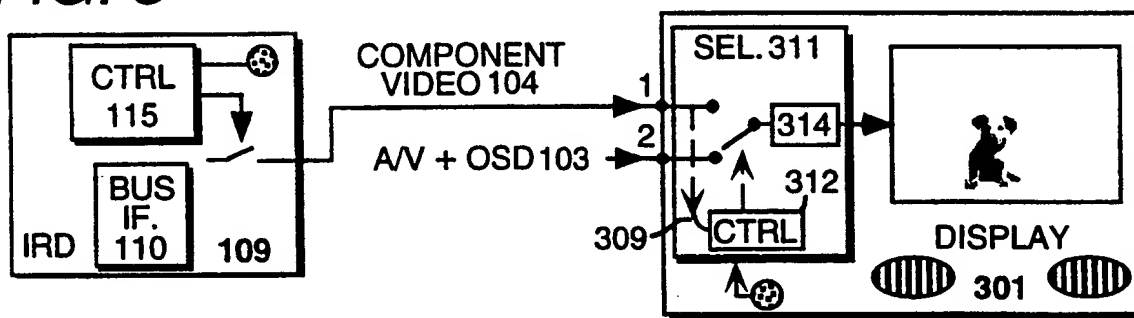 CTRL
115
BUS
IF.
110
IRD
109
COMPONENT
VIDEO 104
A/V + OSD 103
1
2
SEL. 311
314
312
309
CTRL
DISPLAY
301